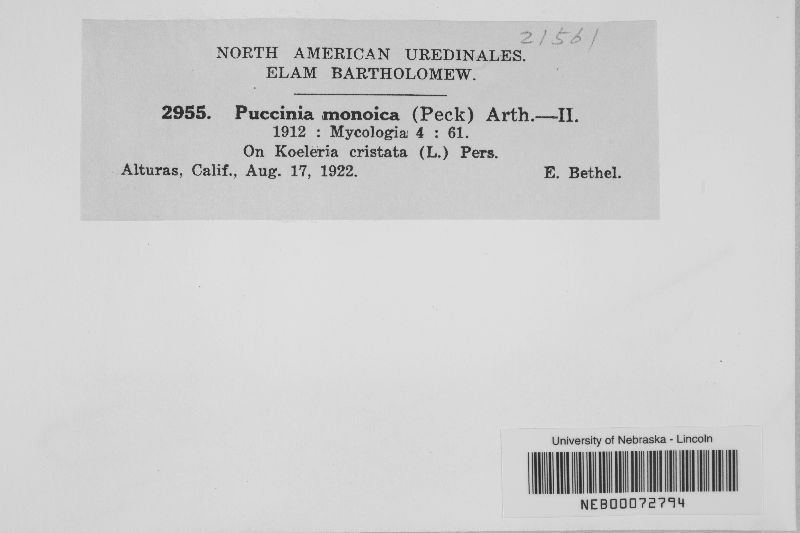 21561
NORTH AMERICAN UREDINALES.
ELAM BARTHOLOMEW.
2955. Puccinia monoica (Peck) Arth.—II.
1912 : Mycologia 4 : 61.
On Koeleria cristata (L.) Pers.
Alturas, Calif., Aug. 17, 1922. E. Bethel.
University of Nebraska - Lincoln
NEB00072794